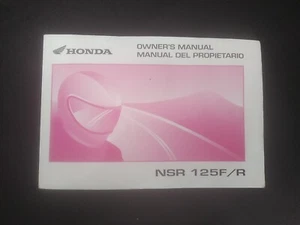 HONDA
OWNER'S MANUAL
MANUAL DEL PROPIETARIO
NSR 125F/R